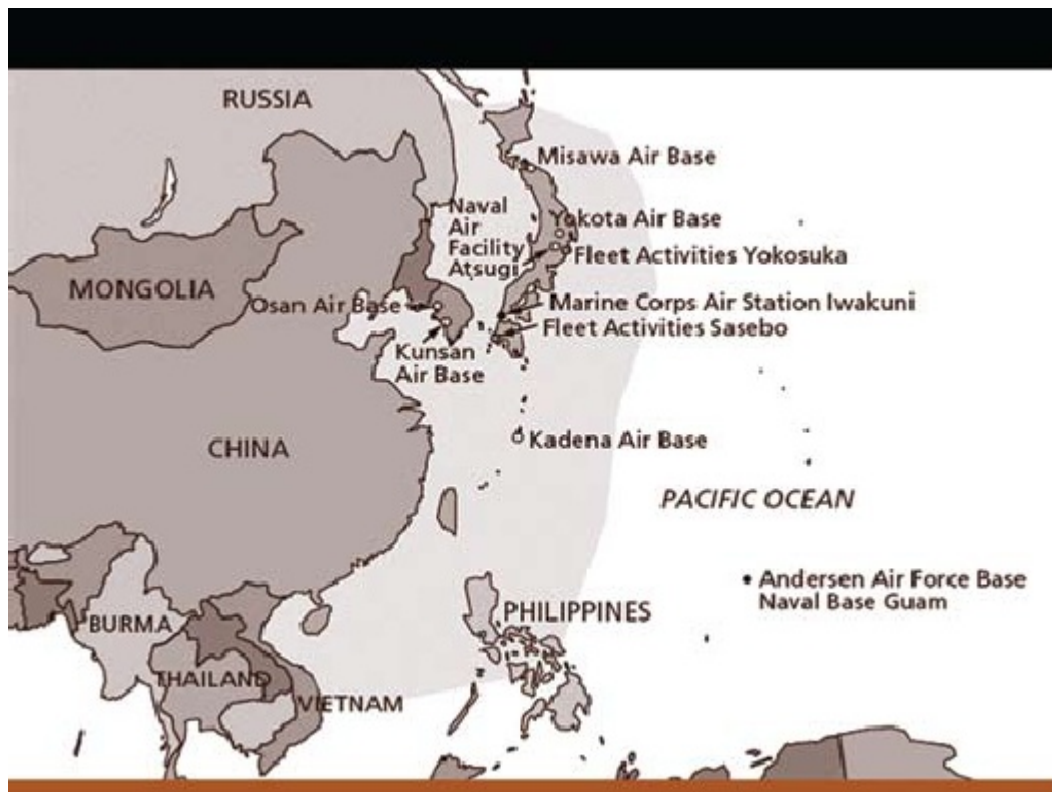 RUSSIA
Misawa Air Base
Naval
Air
Facility
Atsugi
Yokota Air Base
Fleet Activities Yokosuka
MONGOLIA
Osan Air Base
Marine Corps Air Station Iwakuni
Fleet Activities Sasebo
Kunsan
Air Base
CHINA
Kadena Air Base
PACIFIC OCEAN
Andersen Air Force Base
Naval Base Guam
PHILIPPINES
BURMA
THAILAND
VIETNAM